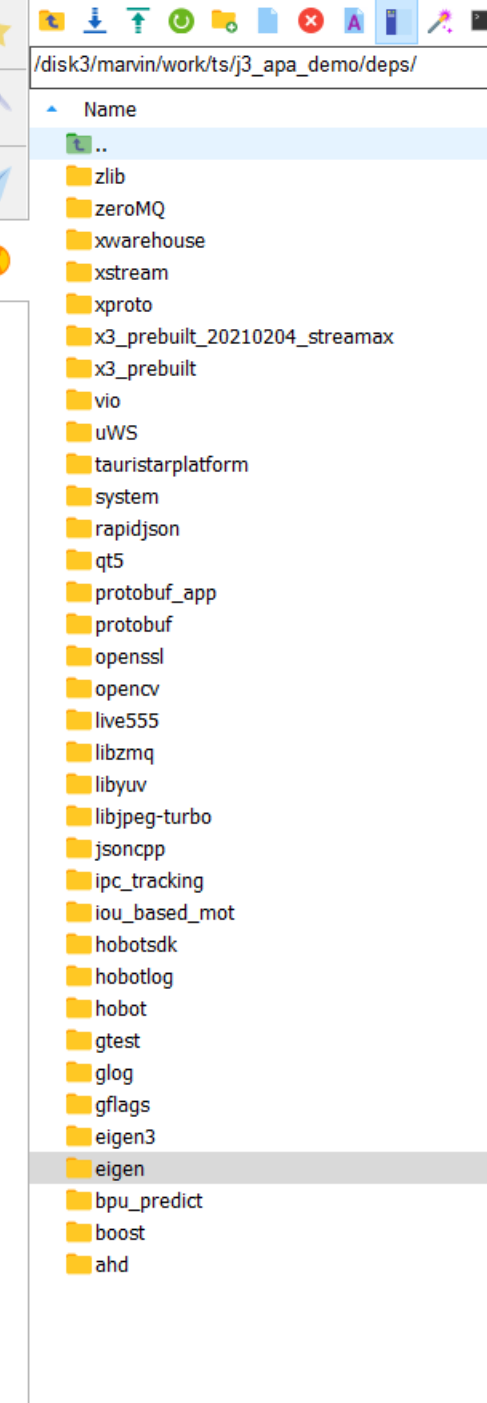 A
/disk3/marvin/work/ts/j3_apa_demo/deps/
Name
..
zlib
zeroMQ
xwarehouse
xstream
xproto
x3_prebuilt_20210204_streamax
x3_prebuilt
vio
uWS
tauristarplatform
system
rapidjson
qt5
protobuf_app
protobuf
openssl
opencv
live555
libzmq
libyuv
libjpeg-turbo
jsoncpp
ipc_tracking
iou_based_mot
hobotsdk
hobotlog
hobot
gtest
glog
gflags
eigen3
eigen
bpu_predict
boost
ahd